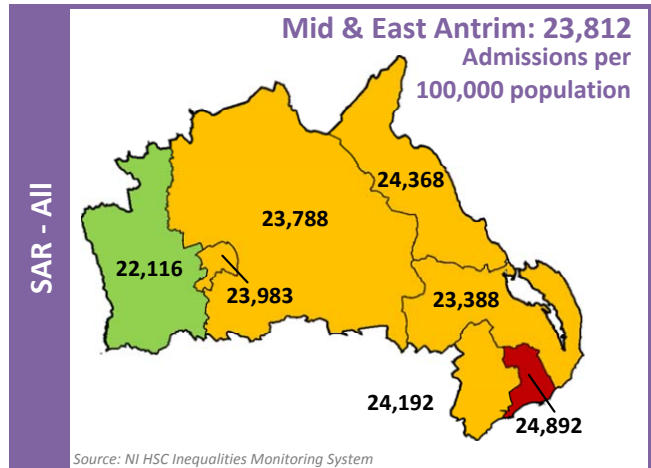 SAR - All
Mid & East Antrim: 23,812
Admissions per
100,000 population
24,368
23,788
22,116
23,983
23,388
24,192
24,892
Source: NI HSC Inequalities Monitoring System